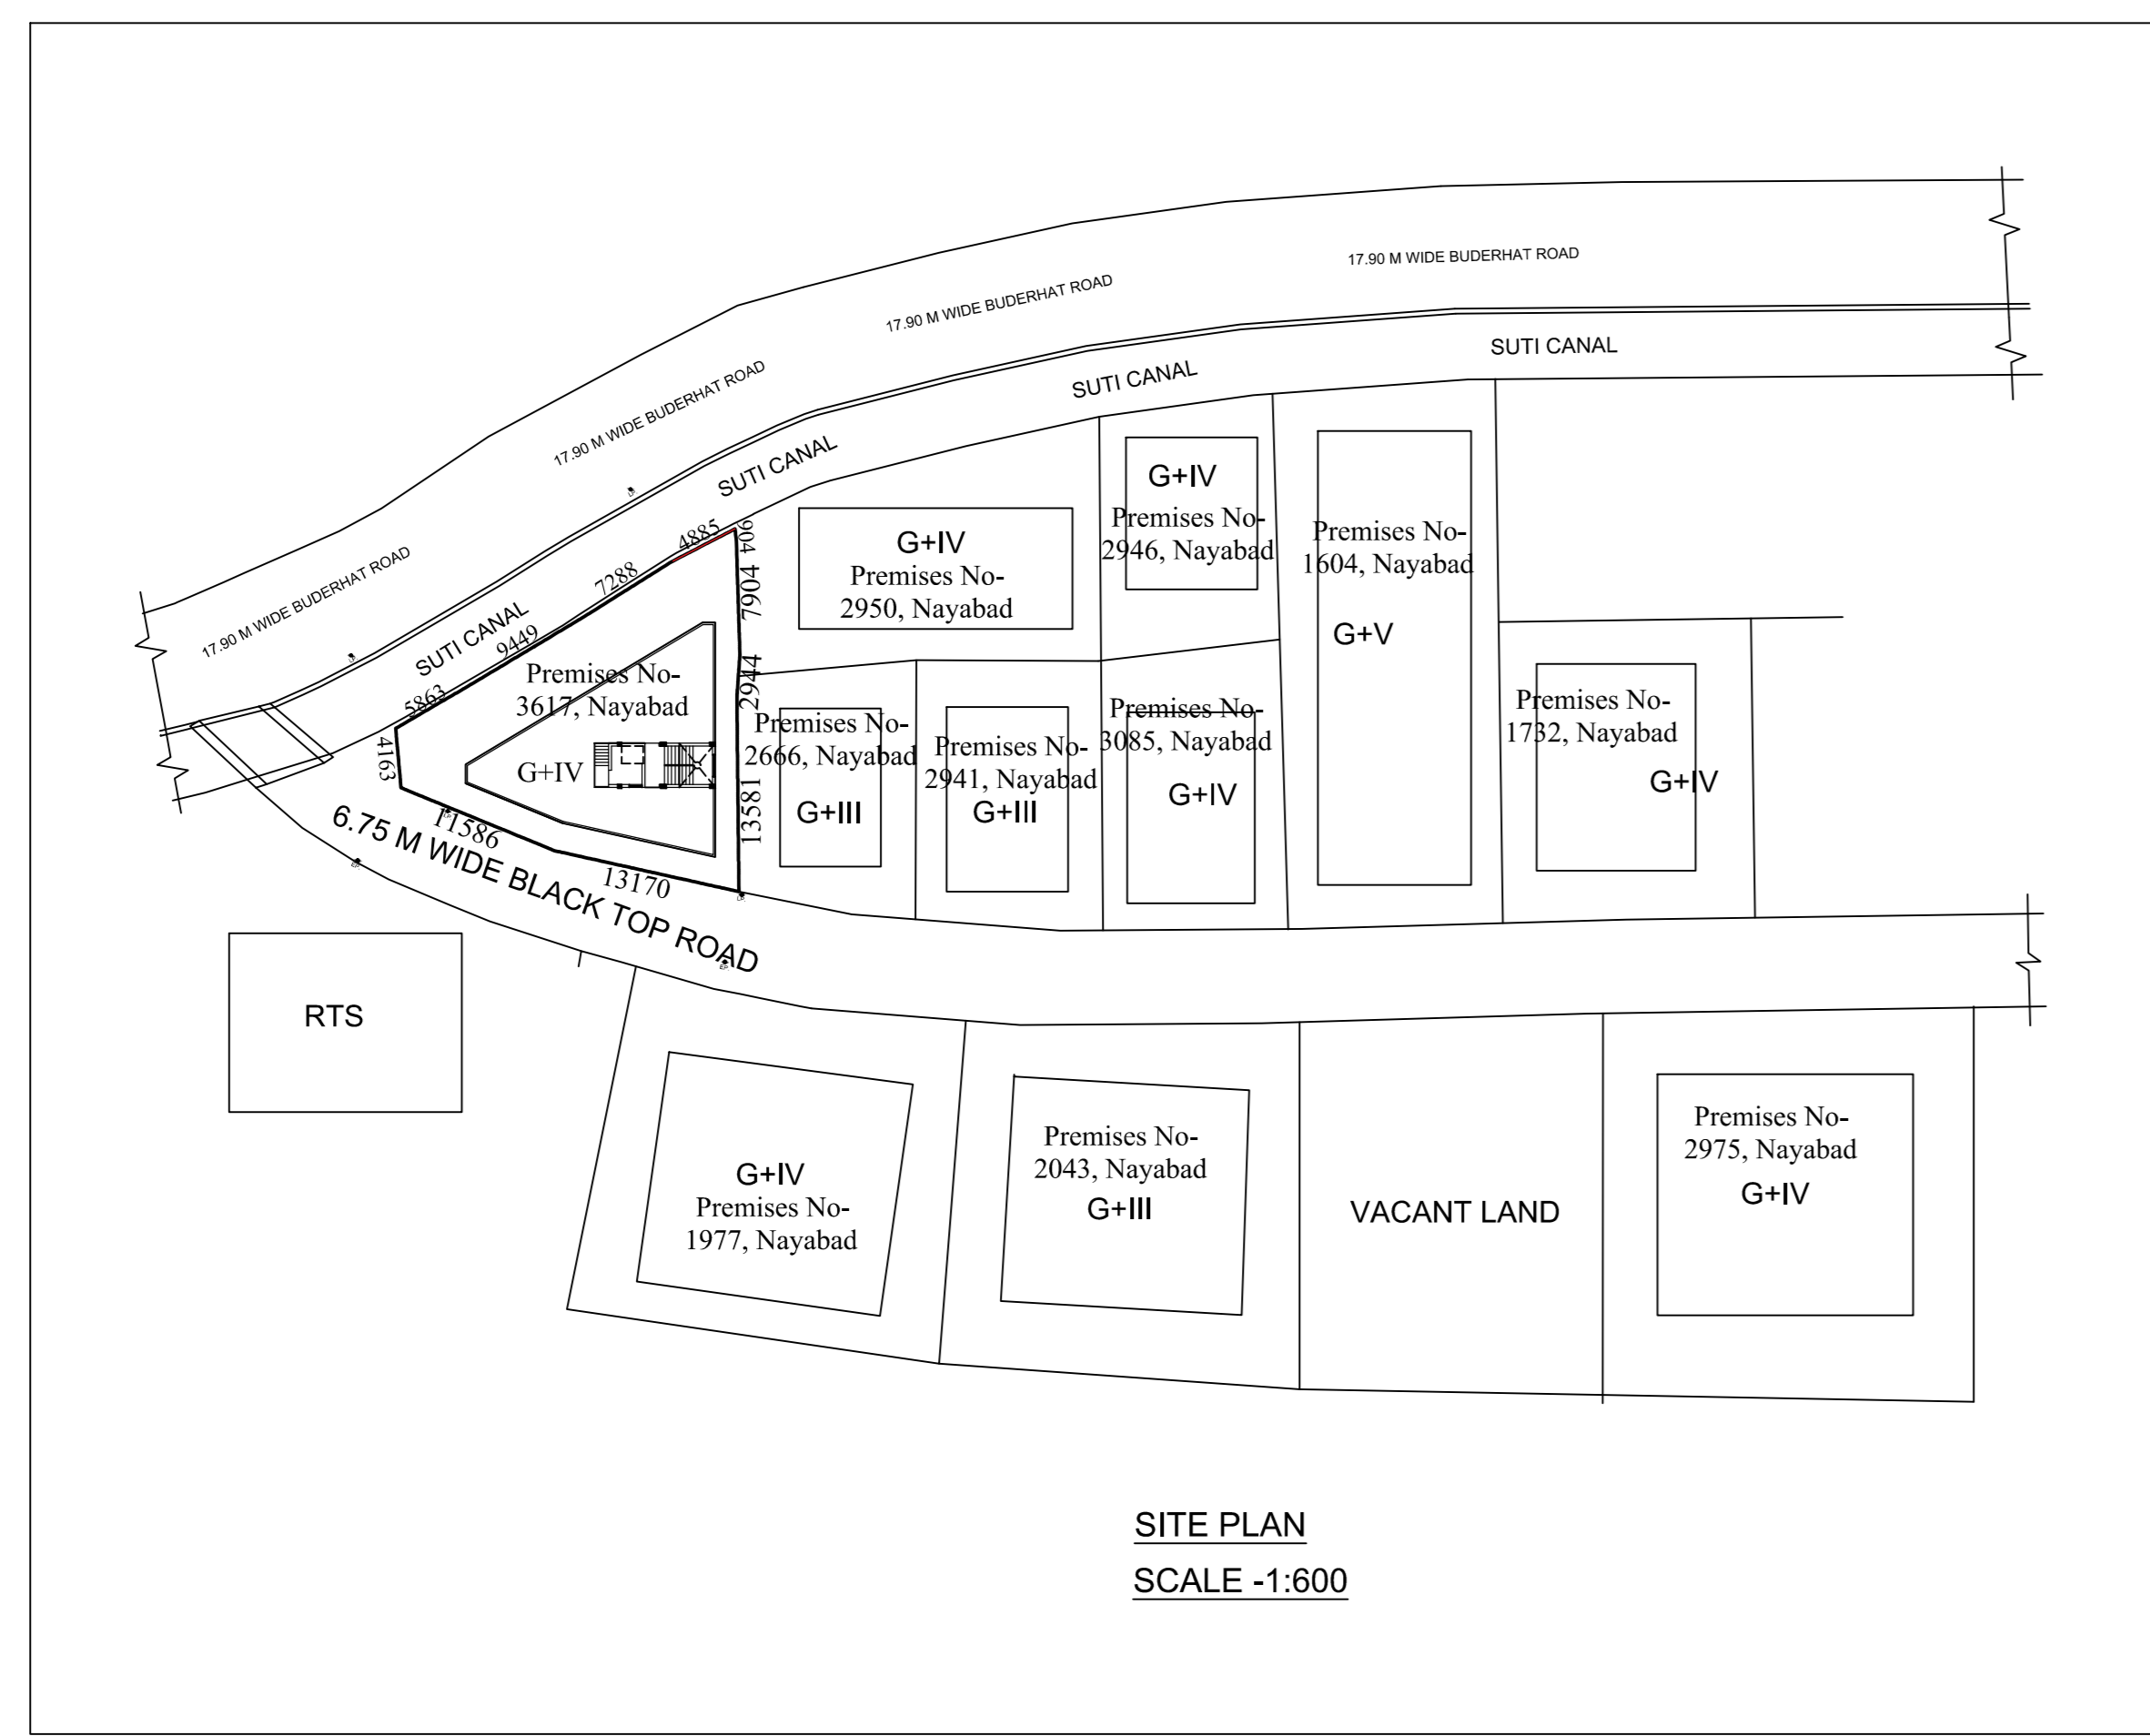 17.90 M WIDE BUDERHAT ROAD
17.90 M WIDE BUDERHAT ROAD
17.90 M WIDE BUDERHAT ROAD
17.90 M WIDE BUDERHAT ROAD
SUTI CANAL
SUTI CANAL
SUTI CANAL
SUTI CANAL
G+IV
Premises No-
2946, Nayabad
Premises No-
1604, Nayabad
G+V
G+IV
Premises No-
2950, Nayabad
4885
906
7288
7904
9449
2944
5863
4163
13581
11586
13170
Premises No-
3617, Nayabad
G+IV
Premises No-
2666, Nayabad
G+III
Premises No-
2941, Nayabad
G+III
Premises No-
3085, Nayabad
G+IV
Premises No-
1732, Nayabad
G+IV
6.75 M WIDE BLACK TOP ROAD
RTS
G+IV
Premises No-
1977, Nayabad
Premises No-
2043, Nayabad
G+III
VACANT LAND
Premises No-
2975, Nayabad
G+IV
SITE PLAN
SCALE -1:600